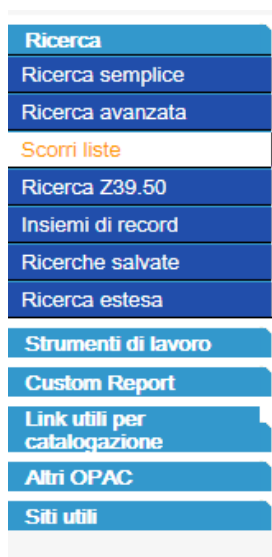 Ricerca
Ricerca semplice
Ricerca avanzata
Scorri liste
Ricerca Z39.50
Insiemi di record
Ricerche salvate
Ricerca estesa
Strumenti di lavoro
Custom Report
Link utili per
catalogazione
Altri OPAC
Siti utili